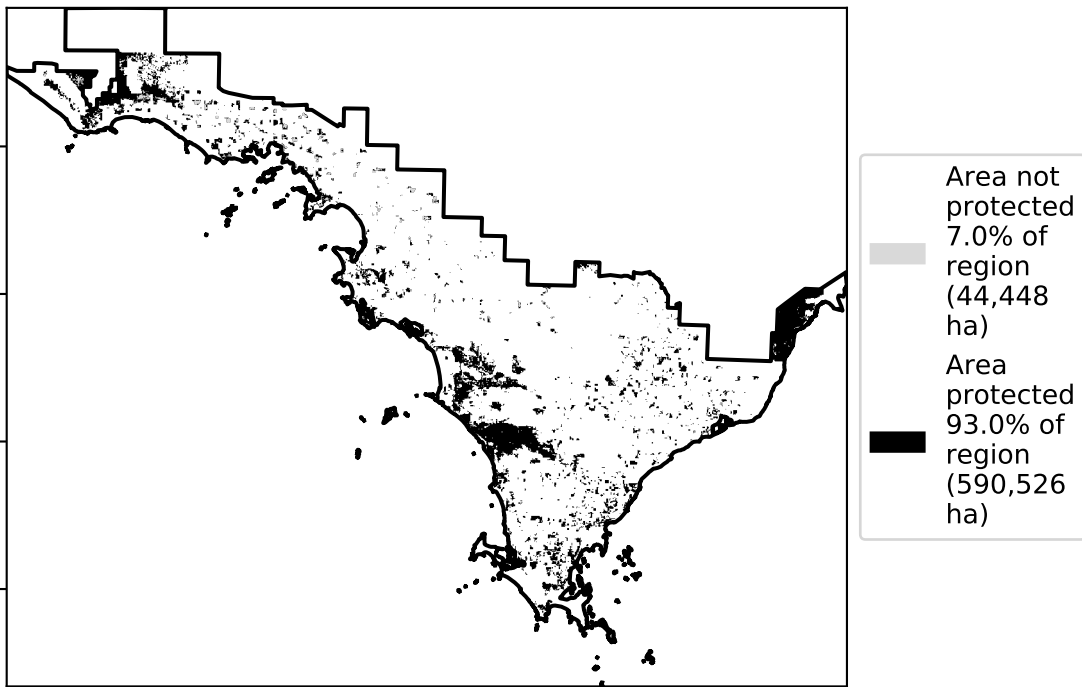 Area not
protected
7.0% of
region
(44,448
ha)
Area
protected
93.0% of
region
(590,526
ha)